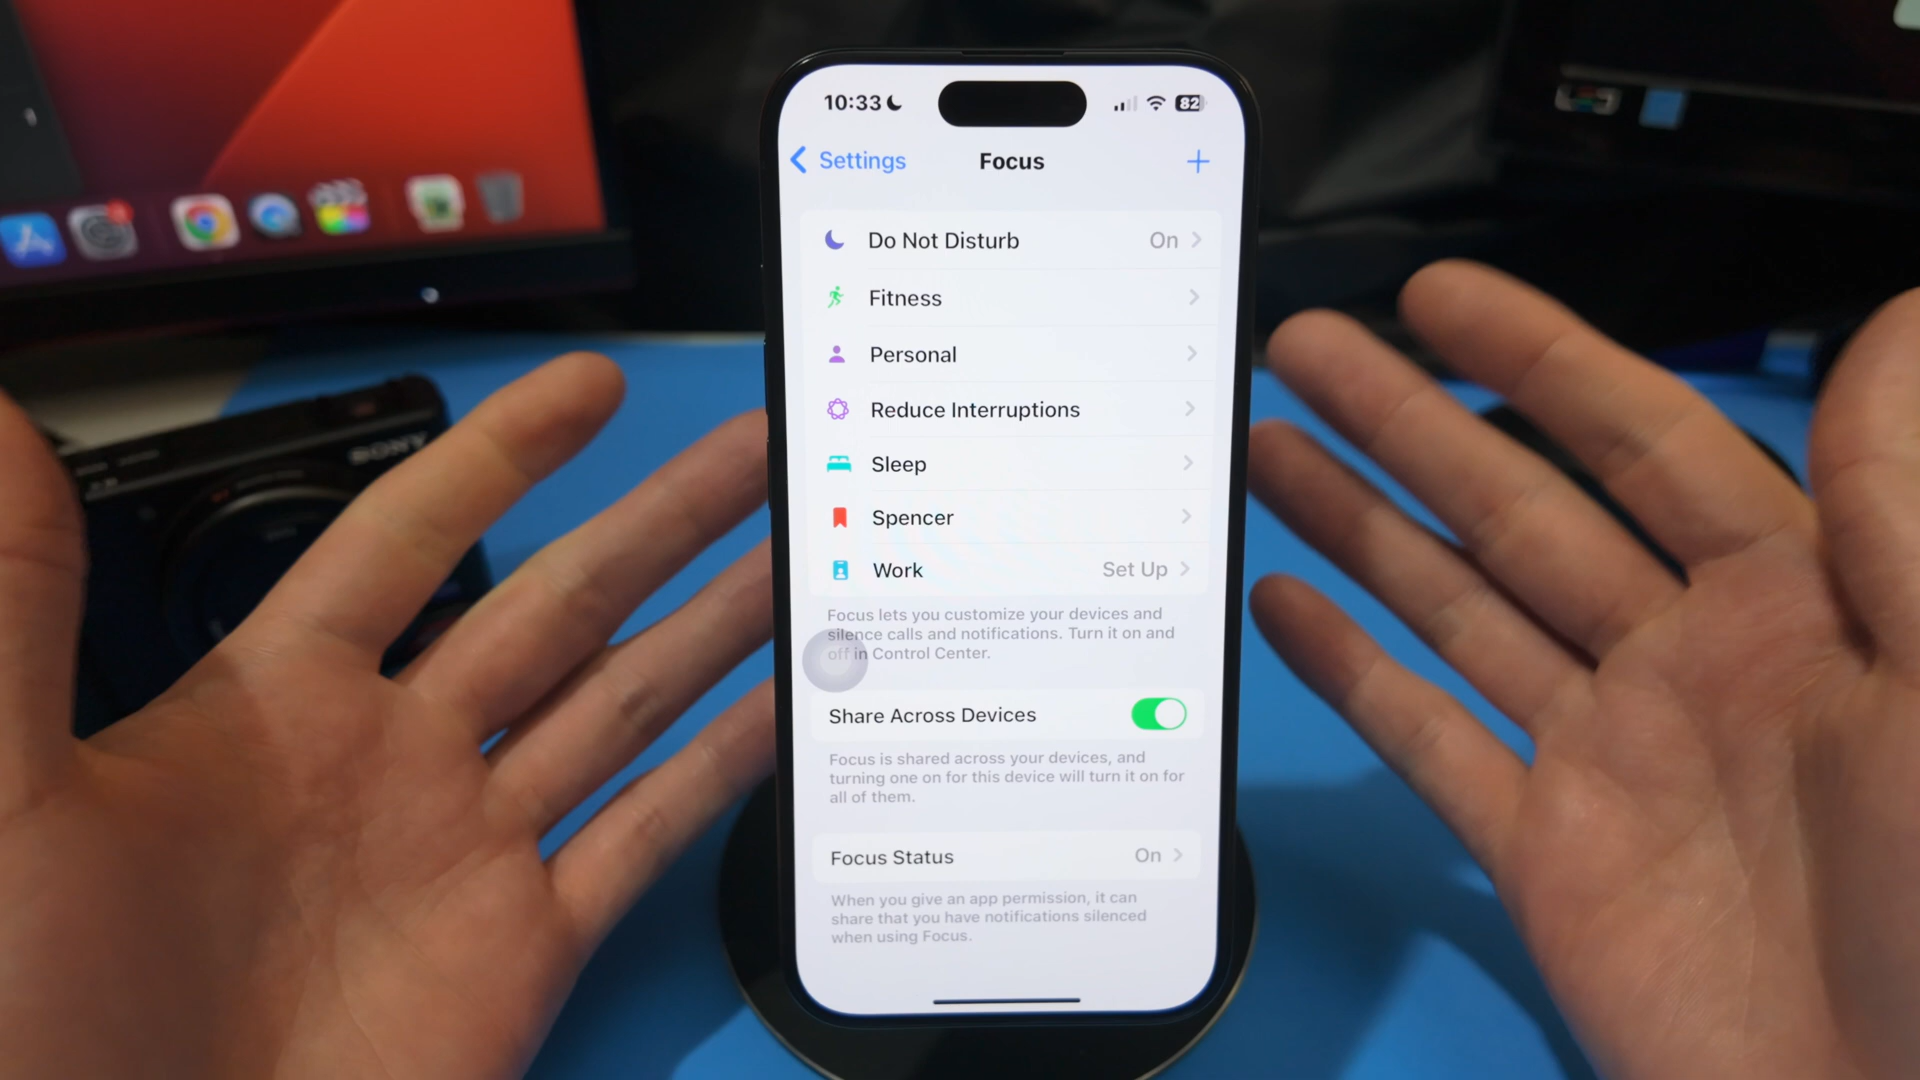 10:33
82
Settings
Focus
Do Not Disturb
On
Fitness
Personal
Reduce Interruptions
Sleep
Spencer
Work
Set Up
Focus lets you customize your devices and
silence calls and notifications. Turn it on and
off in Control Center.
Share Across Devices
Focus is shared across your devices, and
turning one on for this device will turn it on for
all of them.
Focus Status
On
When you give an app permission, it can
share that you have notifications silenced
when using Focus.
SONY